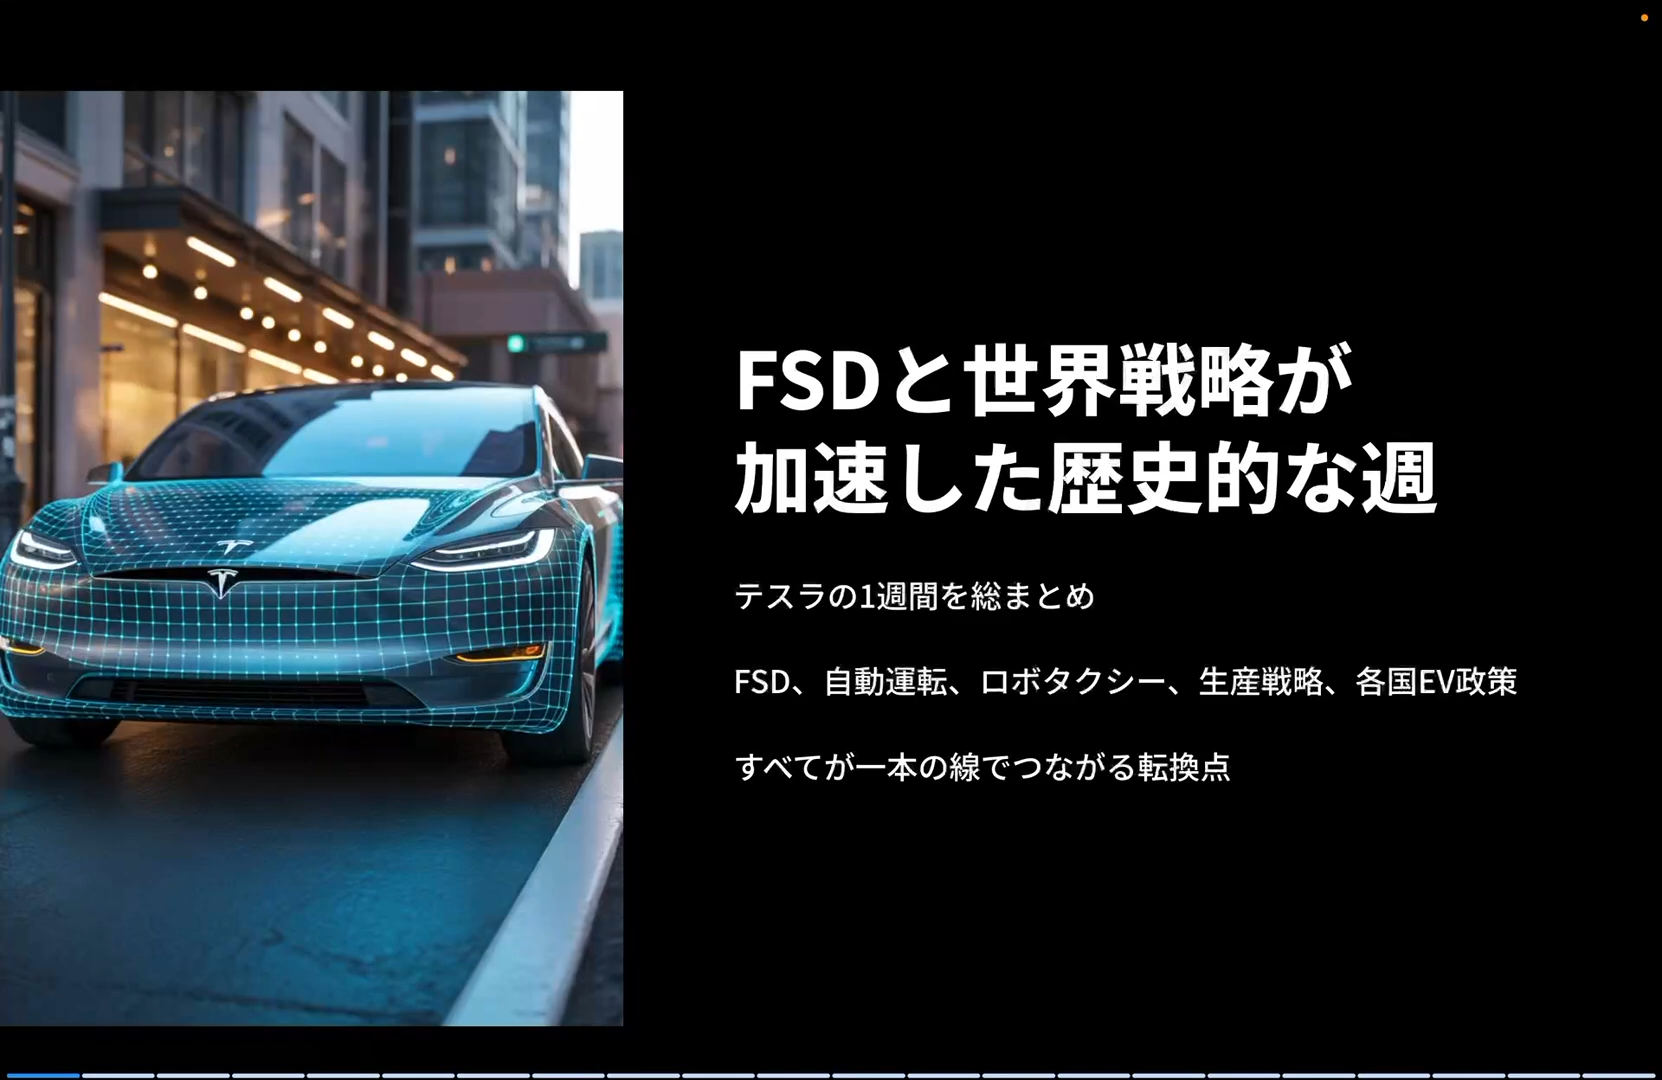 FSDと世界戦略が
加速した歴史的な週
テスラの1週間を総まとめ
FSD、自動運転、ロボタクシー、生産戦略、各国EV政策
すべてが一本の線でつながる転換点